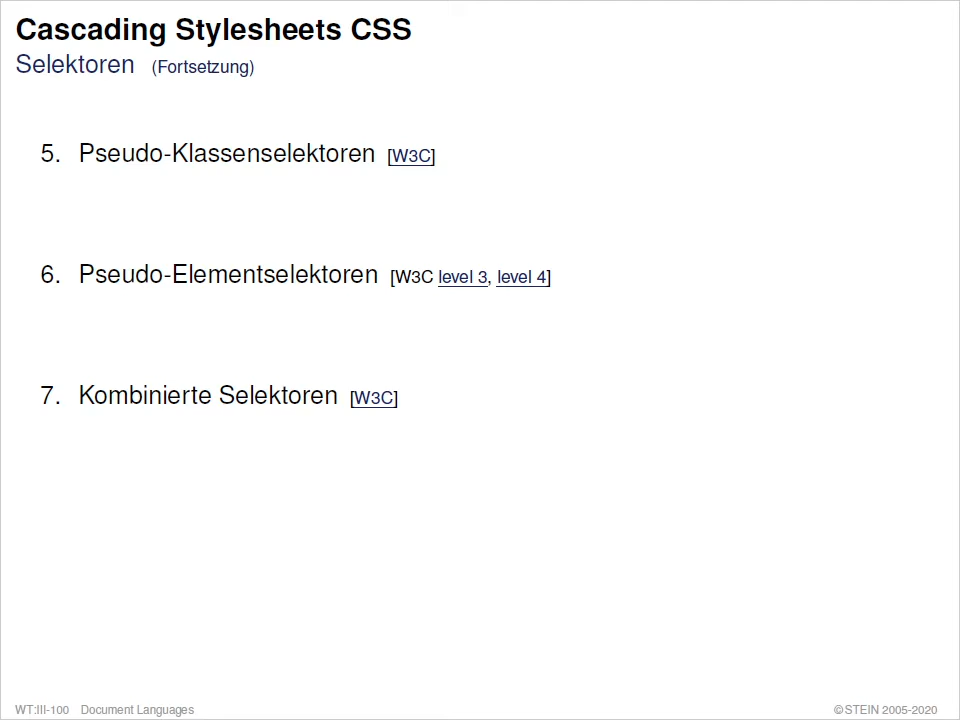 Cascading Stylesheets CSS
Selektoren (Fortsetzung)
5. Pseudo-Klassenselektoren [W3C]
6. Pseudo-Elementselektoren [W3C level 3, level 4]
7. Kombinierte Selektoren [W3C]
WT:III-100 Document Languages ©STEIN 2005-2020